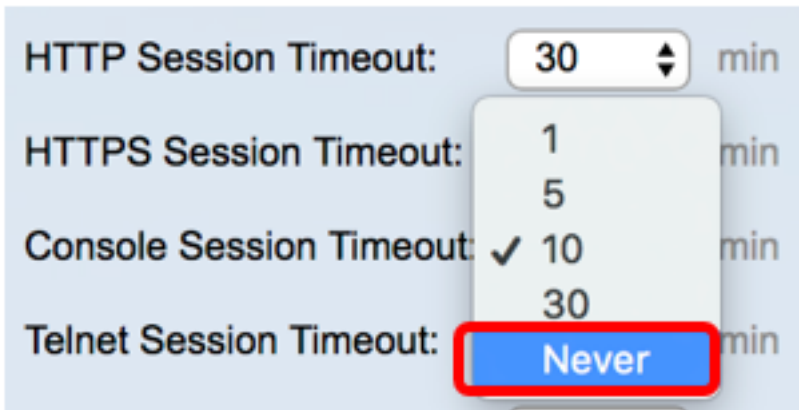 HTTP Session Timeout: 30 min
HTTPS Session Timeout: 1 min
5
Console Session Timeout: ✓ 10 min
30
Telnet Session Timeout: Never min